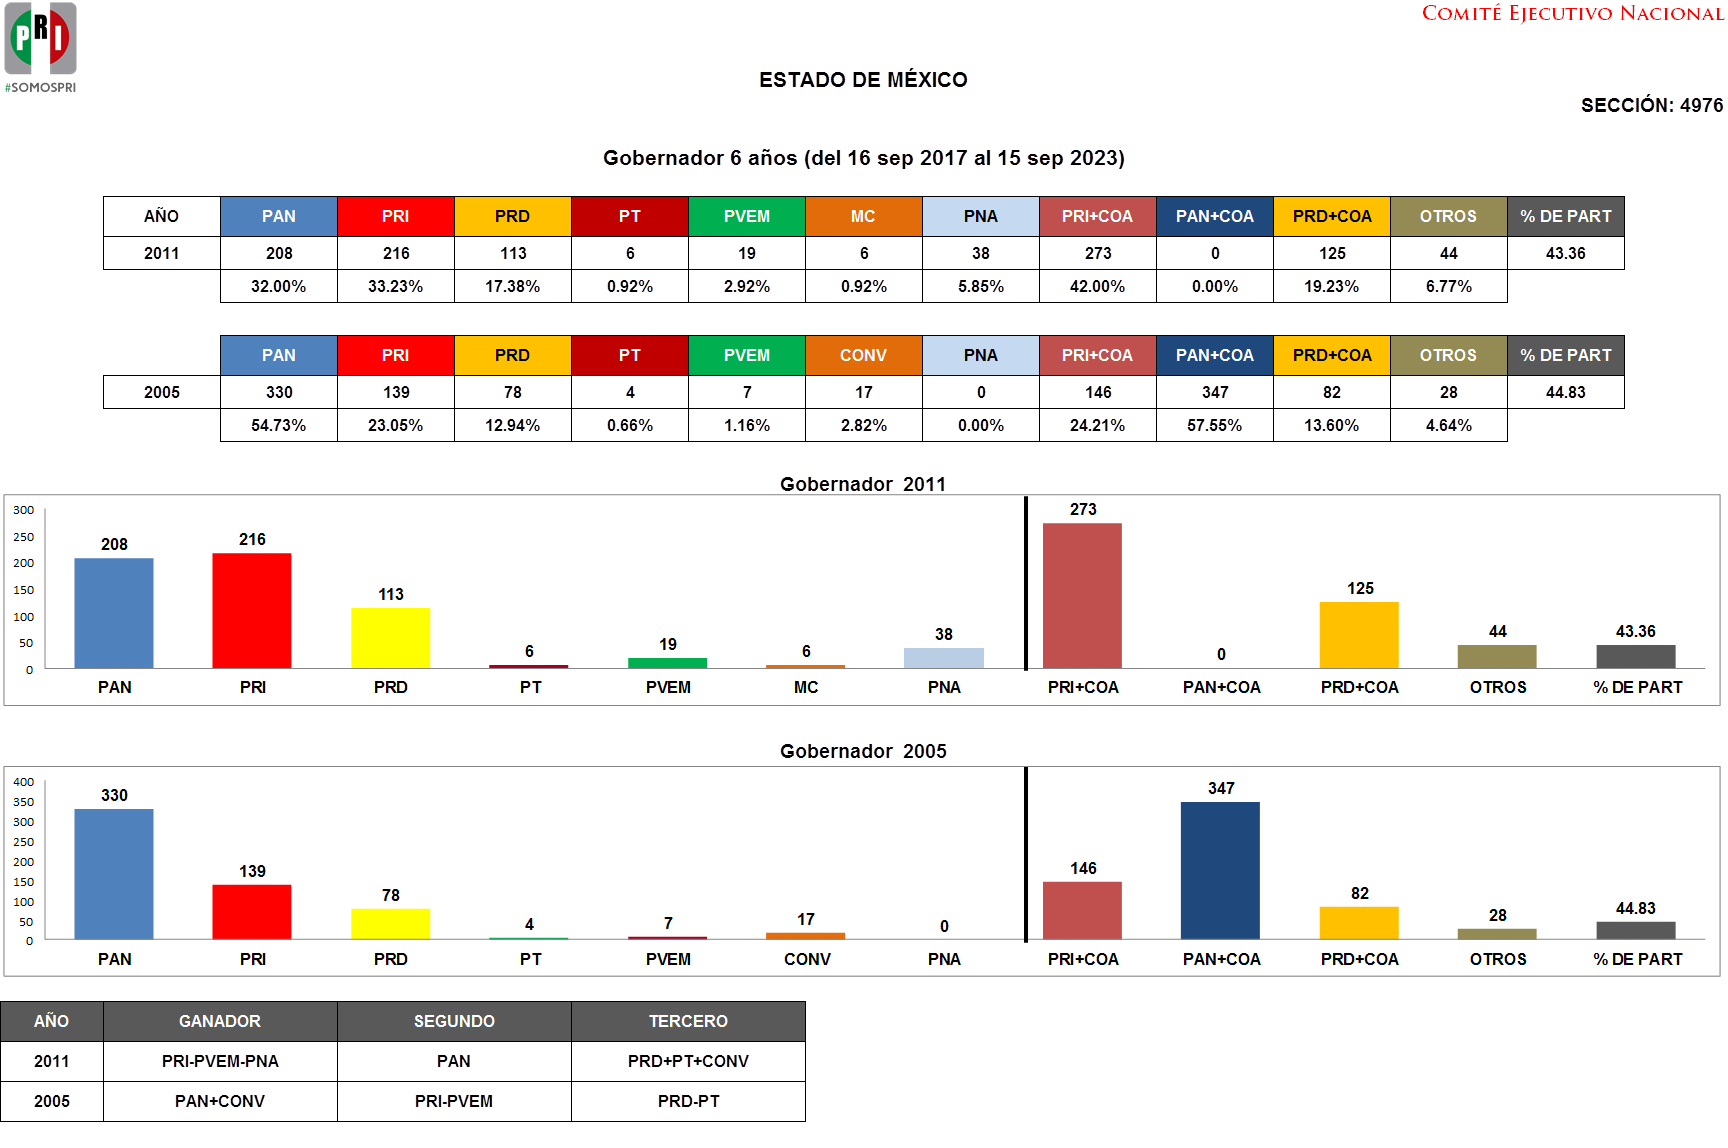 PRI
#SOMOSPRI
COMITÉ EJECUTIVO NACIONAL
ESTADO DE MÉXICO
SECCIÓN: 4976
Gobernador 6 años (del 16 sep 2017 al 15 sep 2023)
AÑO PAN PRI PRD PT PVEM MC PNA PRI+COA PAN+COA PRD+COA OTROS % DE PART
2011 208 216 113 6 19 6 38 273 0 125 44 43.36
32.00% 33.23% 17.38% 0.92% 2.92% 0.92% 5.85% 42.00% 0.00% 19.23% 6.77%
PAN PRI PRD PT PVEM CONV PNA PRI+COA PAN+COA PRD+COA OTROS % DE PART
2005 330 139 78 4 7 17 0 146 347 82 28 44.83
54.73% 23.05% 12.94% 0.66% 1.16% 2.82% 0.00% 24.21% 57.55% 13.60% 4.64%
Gobernador 2011
300
250
200
150
100
50
0
208 216 113 6 19 6 38 273 0 125 44 43.36
PAN PRI PRD PT PVEM MC PNA PRI+COA PAN+COA PRD+COA OTROS % DE PART
Gobernador 2005
400
350
300
250
200
150
100
50
0
330 139 78 4 7 17 0 146 347 82 28 44.83
PAN PRI PRD PT PVEM CONV PNA PRI+COA PAN+COA PRD+COA OTROS % DE PART
AÑO GANADOR SEGUNDO TERCERO
2011 PRI-PVEM-PNA PAN PRD+PT+CONV
2005 PAN+CONV PRI-PVEM PRD-PT